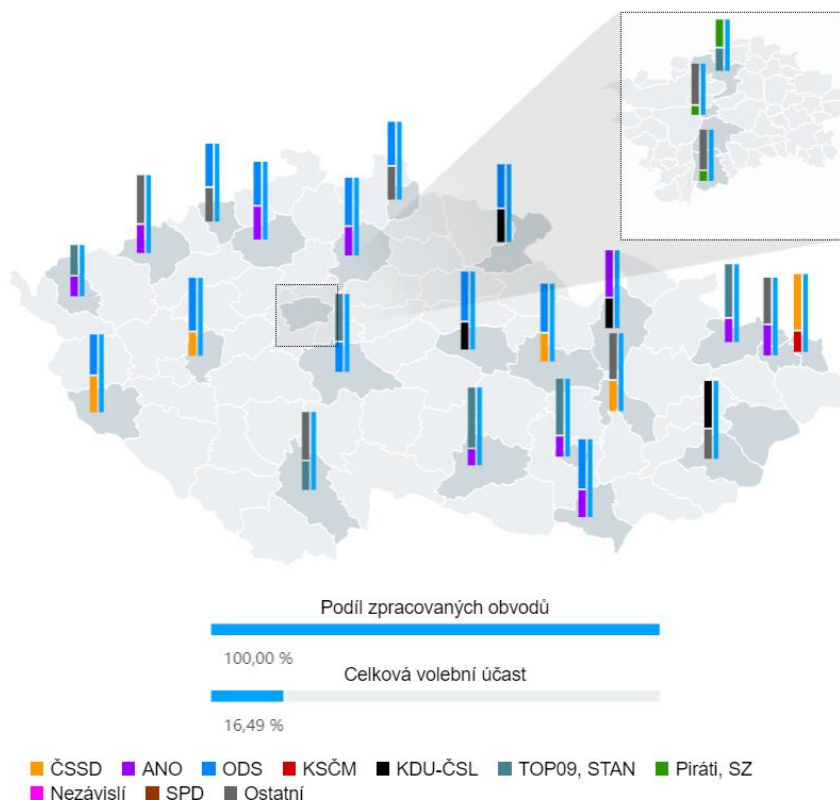 Podíl zpracovaných obvodů
100,00 %
Celková volební účast
16,49 %
ČSSD ANO ODS KSČM KDU-ČSL TOP09, STAN Piráti, SZ
Nezávislí SPD Ostatní